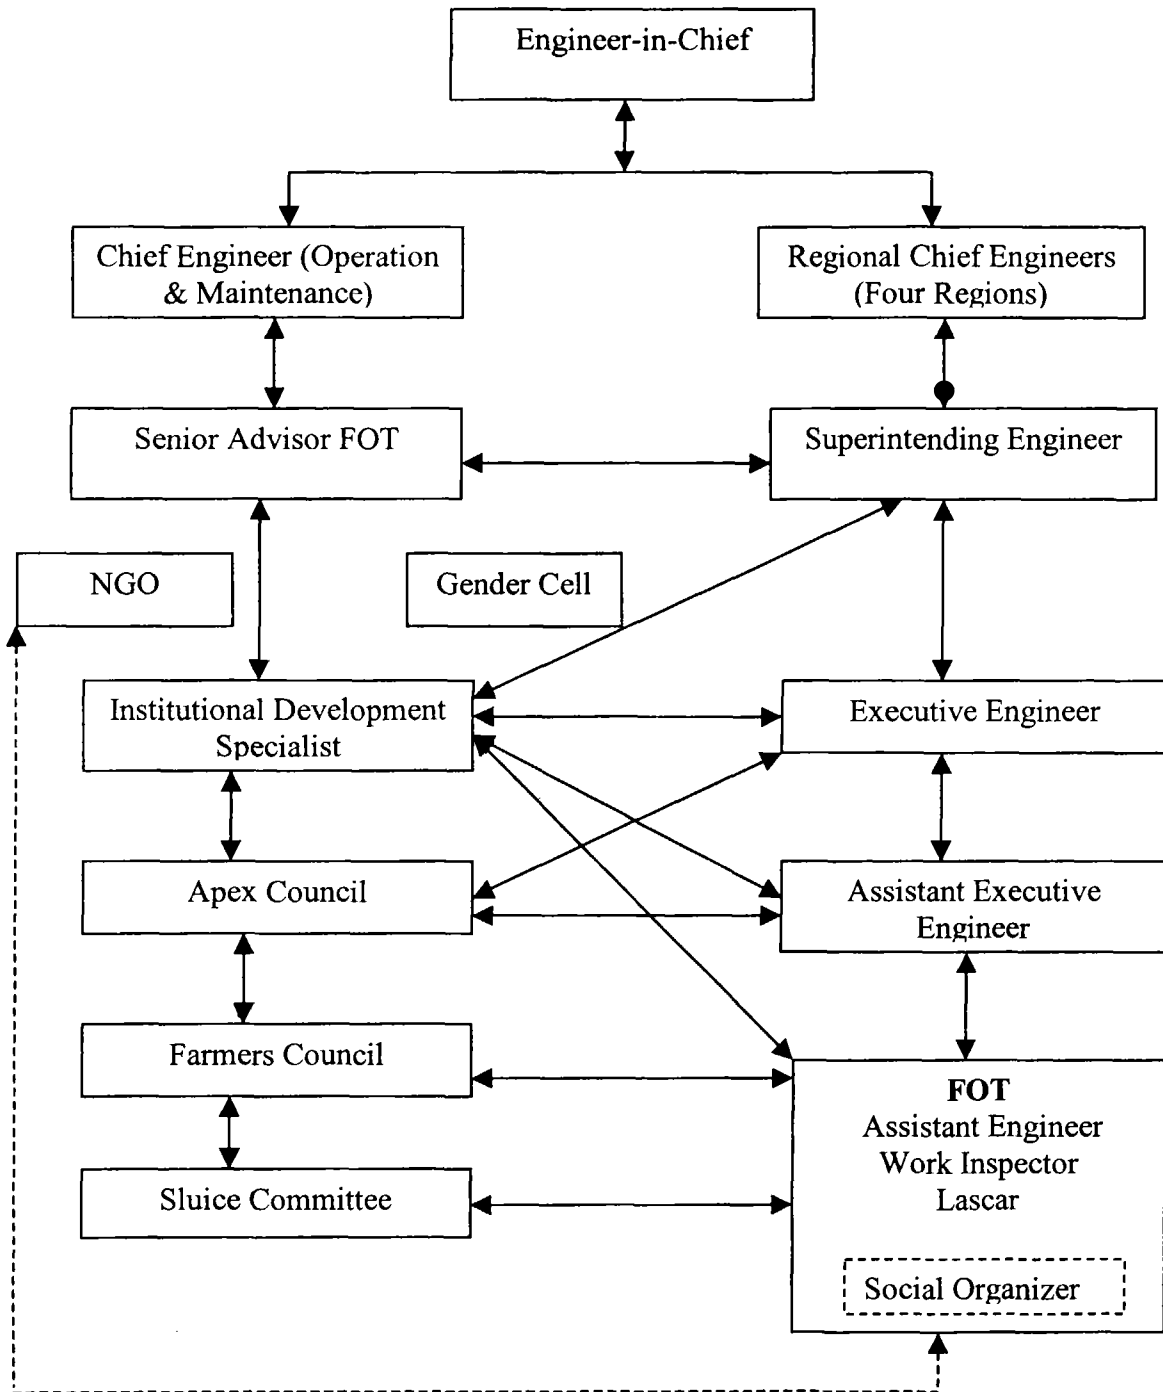 Engineer-in-Chief
Chief Engineer (Operation
& Maintenance)
Regional Chief Engineers
(Four Regions)
Senior Advisor FOT
Superintending Engineer
NGO
Gender Cell
Institutional Development
Specialist
Executive Engineer
Apex Council
Assistant Executive
Engineer
Farmers Council
FOT
Assistant Engineer
Work Inspector
Lascar
Sluice Committee
Social Organizer